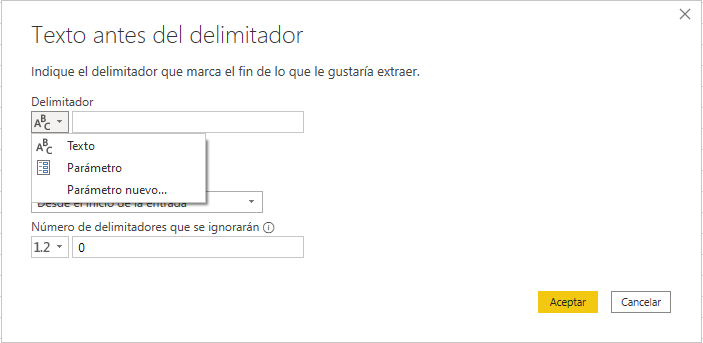 Texto antes del delimitador
Indique el delimitador que marca el fin de lo que le gustaría extraer.
Delimitador
ABC
ABC Texto
Parámetro
Parámetro nuevo...
Desde el inicio de la entrada
Número de delimitadores que se ignorarán
1.2 0
Aceptar Cancelar